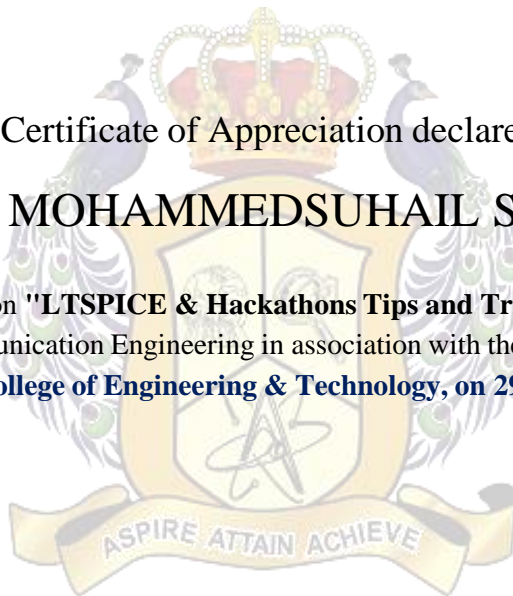 Certificate of Appreciation declare
MOHAMMEDSUHAIL S
on "LTSPICE & Hackathons Tips and Tr
unication Engineering in association with the
ollege of Engineering & Technology, on 29
ASPIRE ATTAIN ACHIEVE